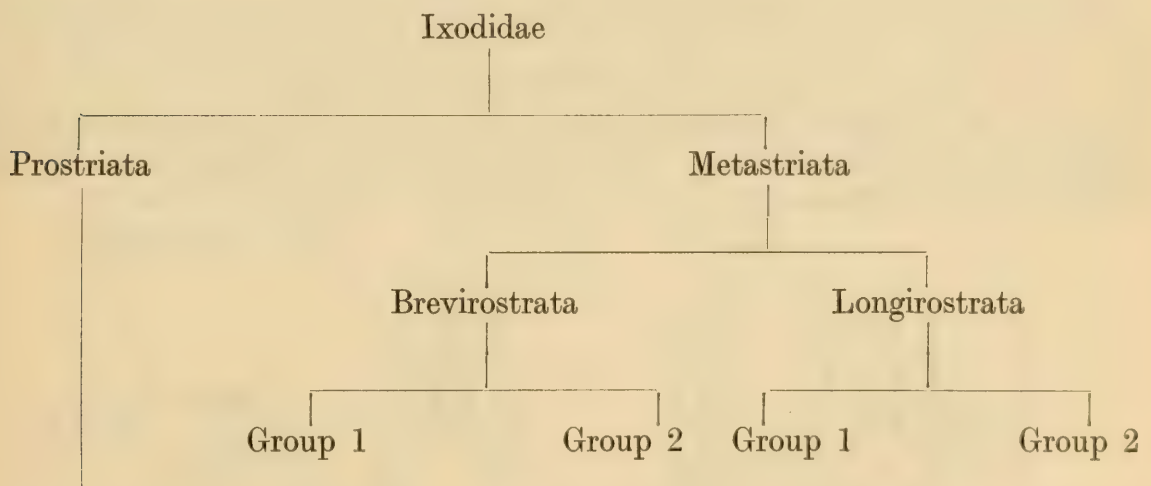 Ixodidae
Prostriata Metastriata
Brevirostrata Longirostrata
Group 1 Group 2 Group 1 Group 2